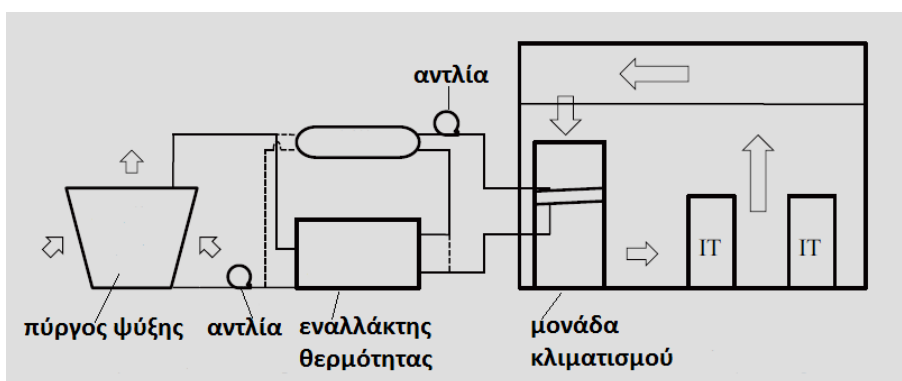 αντλία
IT
IT
πύργος ψύξης
αντλία
εναλλάκτης
θερμότητας
μονάδα
κλιματισμού